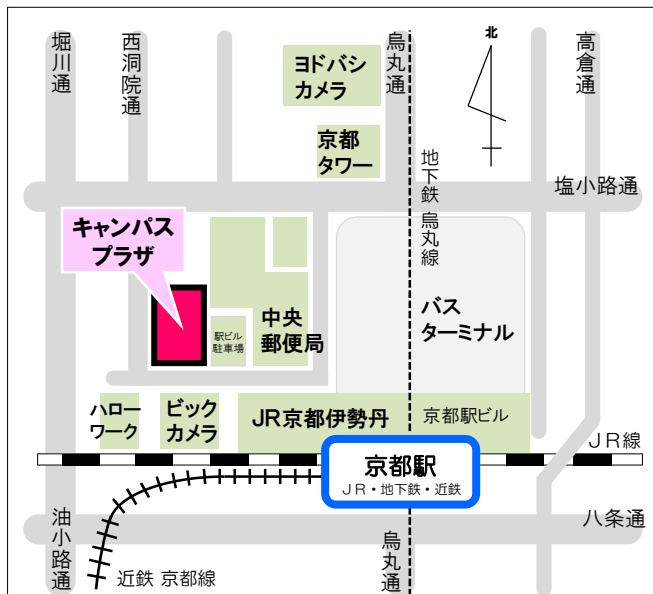 堀川通
西洞院通
ヨドバシ
カメラ
烏丸通
北
高倉通
京都
タワー
地下鉄 烏丸線
塩小路通
キャンパス
プラザ
バス
ターミナル
中央
郵便局
駅ビル
駐車場
ハロー
ワーク
ビック
カメラ
JR京都伊勢丹
京都駅ビル
JR線
京都駅
JR・地下鉄・近鉄
油小路通
八条通
烏丸通
近鉄 京都線